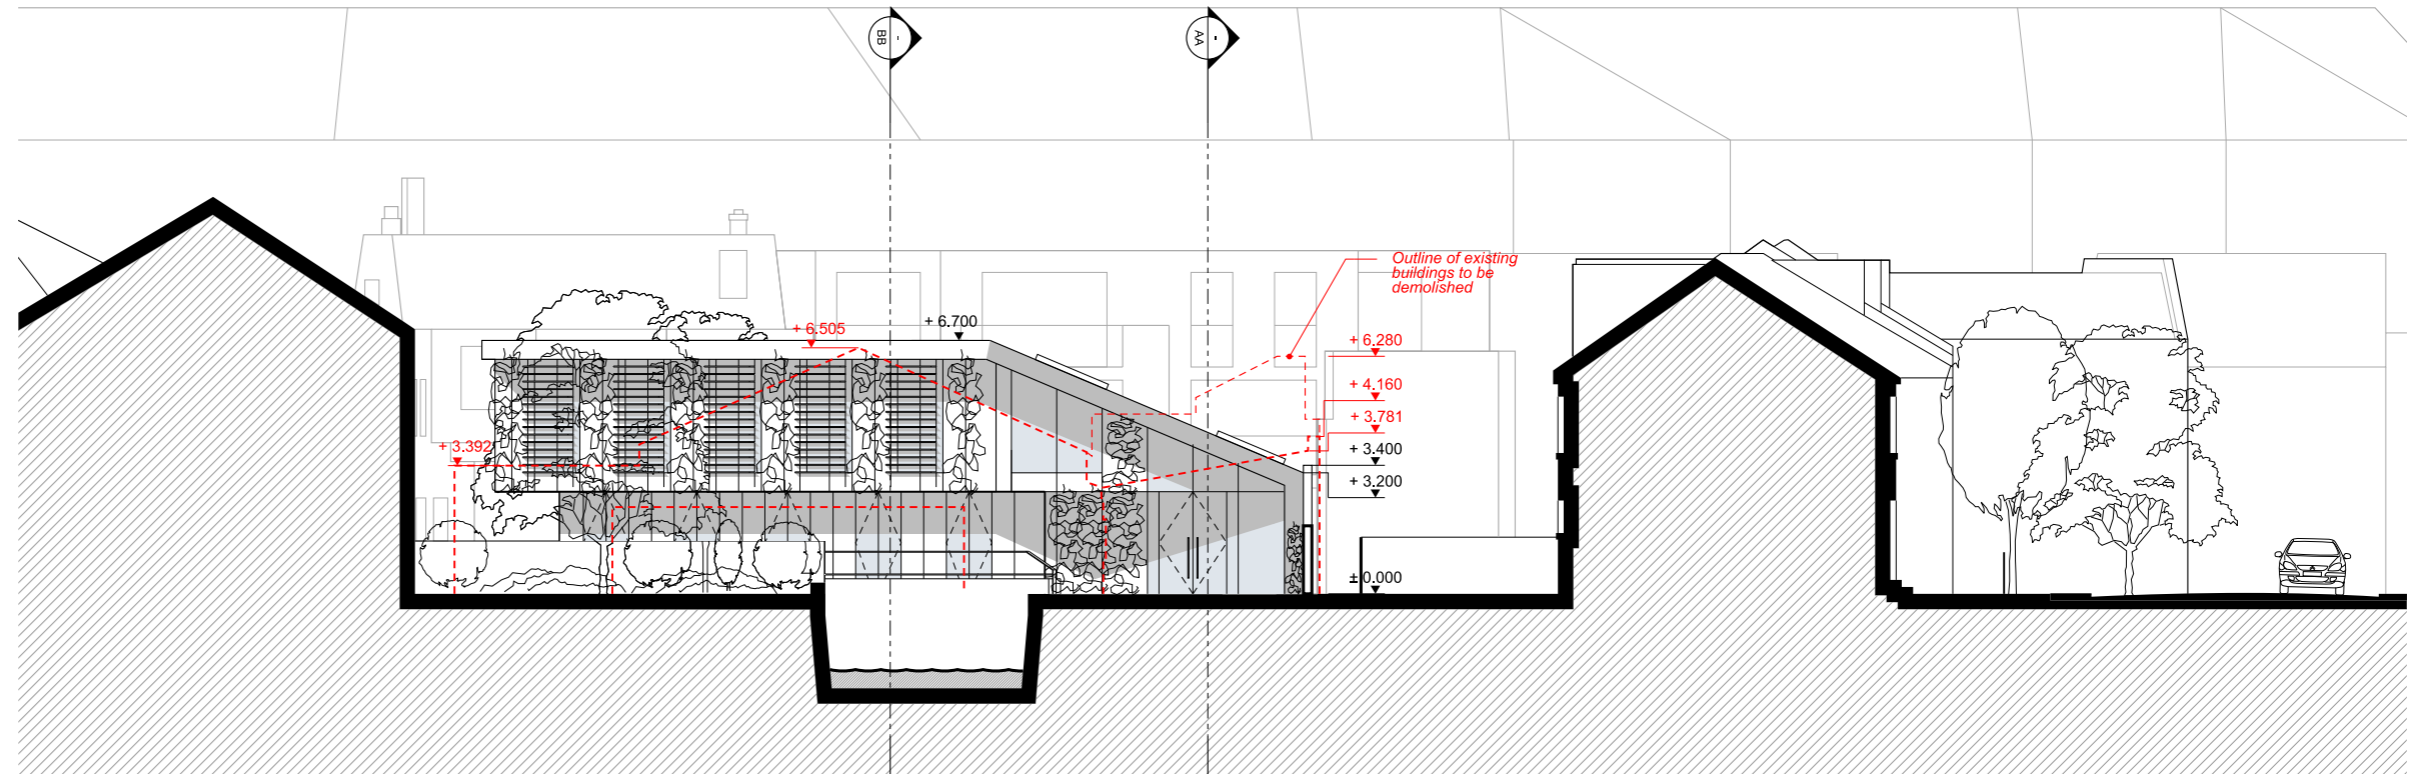 BB
-
AA
-
Outline of existing
buildings to be
demolished
+ 6.505
+ 6.700
+ 6.280
+ 4.160
+ 3.781
+ 3.392
+ 3.400
+ 3.200
± 0.000